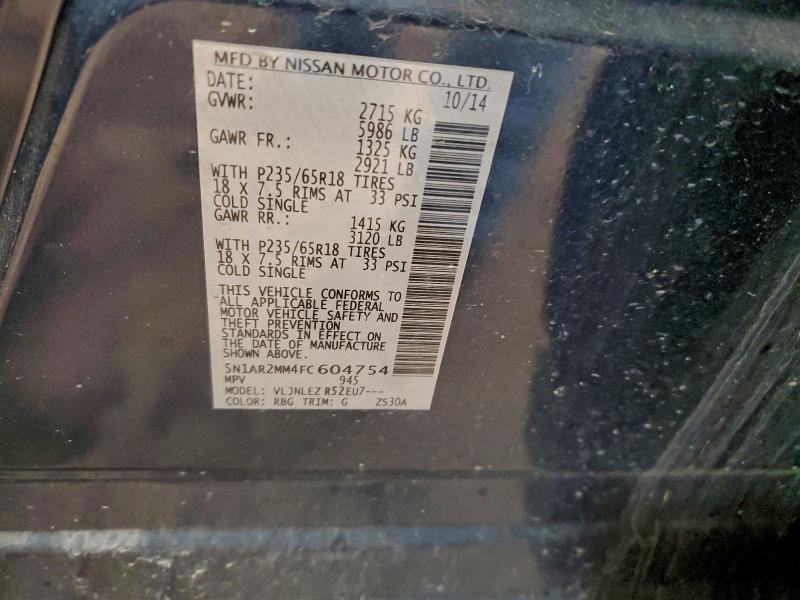 MFD BY NISSAN MOTOR CO., LTD.
DATE: 10/14
GVWR: 2715 KG
5986 LB
GAWR FR.: 1325 KG
2921 LB
WITH P235/65R18 TIRES
18 X 7.5 RIMS AT 33 PSI
COLD SINGLE
GAWR RR.: 1415 KG
3120 LB
WITH P235/65R18 TIRES
18 X 7.5 RIMS AT 33 PSI
COLD SINGLE
THIS VEHICLE CONFORMS TO
ALL APPLICABLE FEDERAL
MOTOR VEHICLE SAFETY AND
THEFT PREVENTION
STANDARDS IN EFFECT ON
THE DATE OF MANUFACTURE
SHOWN ABOVE.
5N1AR2MM4FC604754
MPV 945
MODEL: VLJNLEZ R52EU7---
COLOR: RBG TRIM: G ZS30A